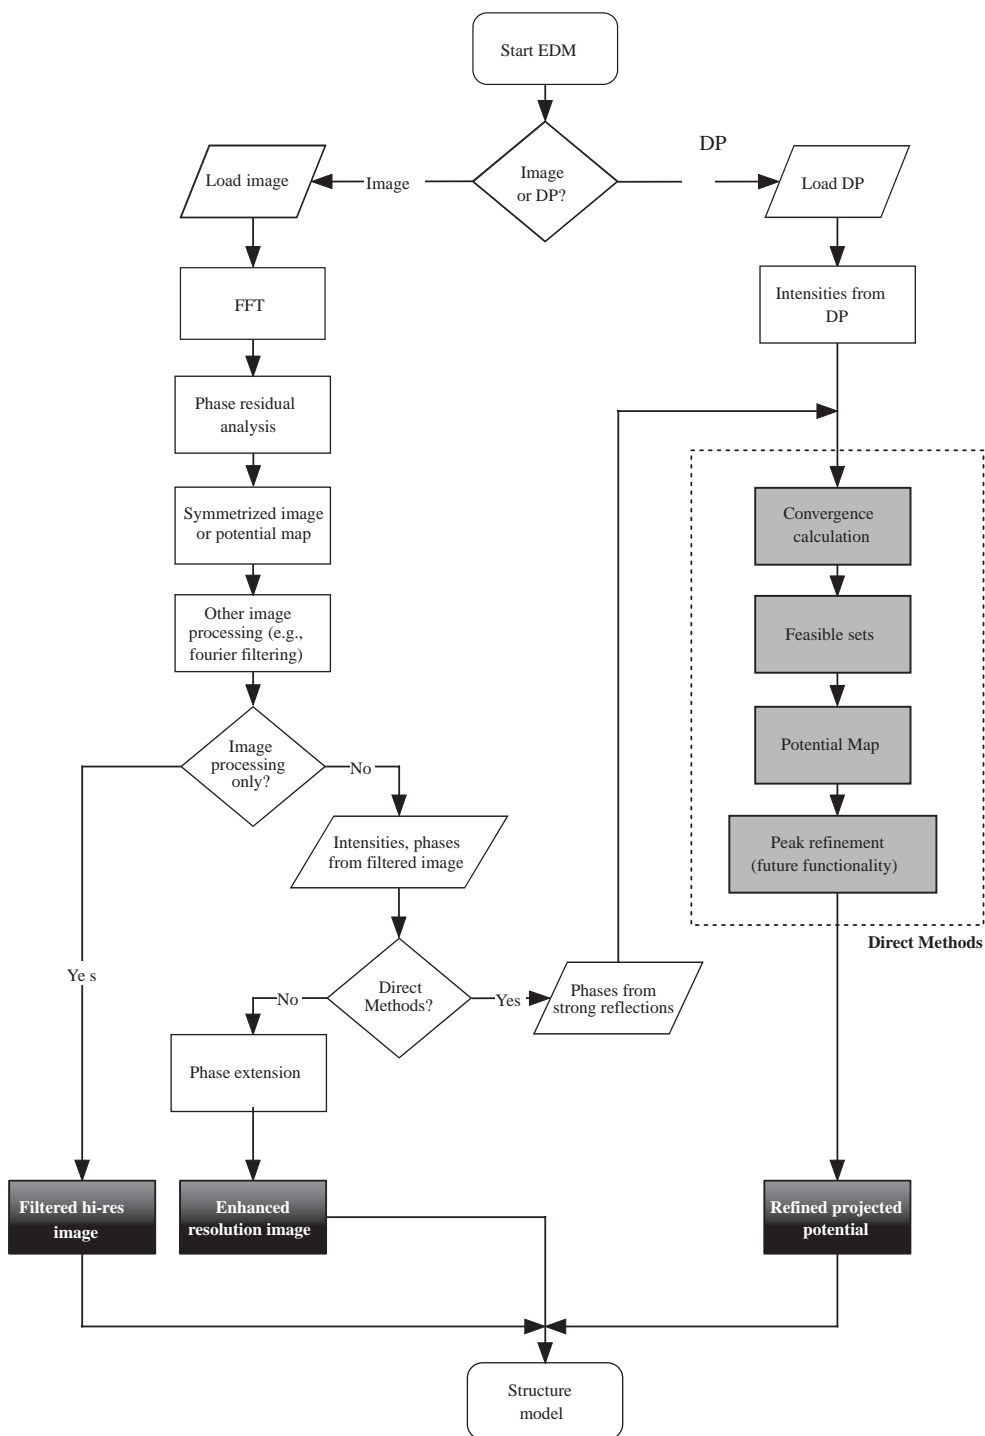 Start EDM
Image
or DP?
Image
DP
Load image
Load DP
FFT
Intensities from
DP
Phase residual
analysis
Symmetrized image
or potential map
Other image
processing (e.g.,
fourier filtering)
Image
processing
only?
No
Ye s
Intensities, phases
from filtered image
Direct
Methods?
No
Yes
Phases from
strong reflections
Phase extension
Convergence
calculation
Feasible sets
Potential Map
Peak refinement
(future functionality)
Direct Methods
Filtered hi-res
image
Enhanced
resolution image
Refined projected
potential
Structure
model